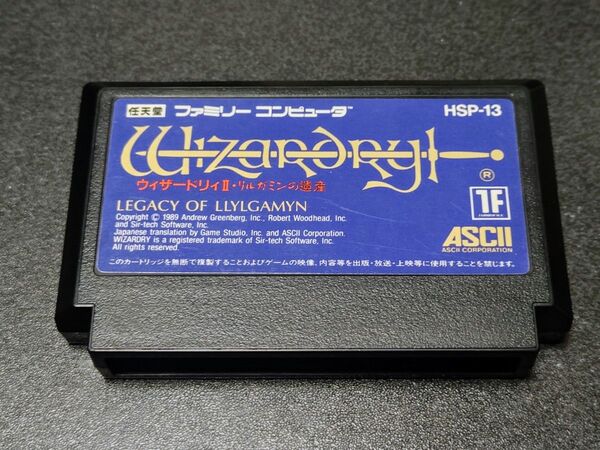 任天堂 ファミリー コンピュータ™ HSP-13
Wizardry ®
ウィザードリィII・リルガミンの遺産
LEGACY OF LLYLGAMYN
Copyright © 1989 Andrew Greenberg, Inc., Robert Woodhead, Inc.
and Sir-tech Software, Inc.
Japanese translation by Game Studio, Inc. and ASCII Corporation.
WIZARDRY is a registered trademark of Sir-tech Software, Inc.
All rights reserved.
ASCII
ASCII CORPORATION
このカートリッジを無断で複製することおよびゲームの映像、内容等を出版・放送・上映等に使用することを禁じます。